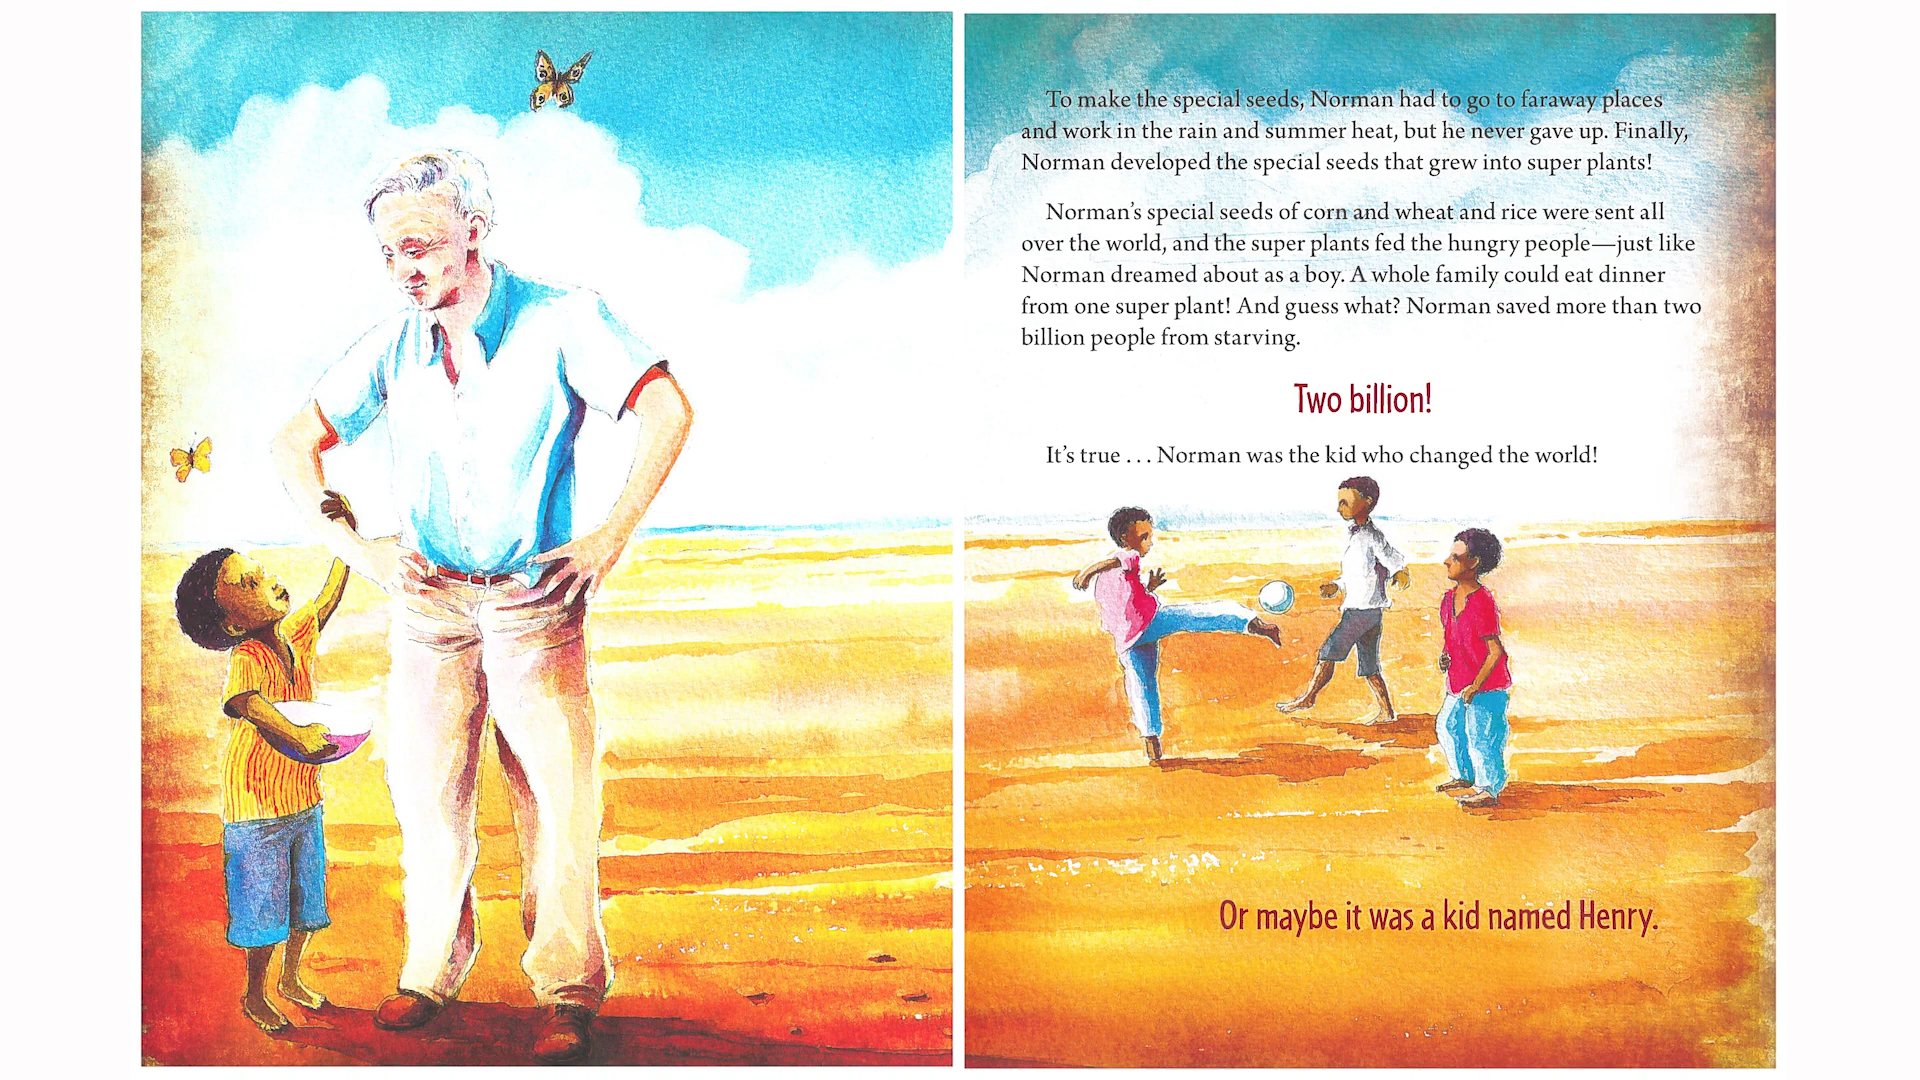 To make the special seeds, Norman had to go to faraway places
and work in the rain and summer heat, but he never gave up. Finally,
Norman developed the special seeds that grew into super plants!
Norman’s special seeds of corn and wheat and rice were sent all
over the world, and the super plants fed the hungry people—just like
Norman dreamed about as a boy. A whole family could eat dinner
from one super plant! And guess what? Norman saved more than two
billion people from starving.
Two billion!
It’s true . . . Norman was the kid who changed the world!
Or maybe it was a kid named Henry.